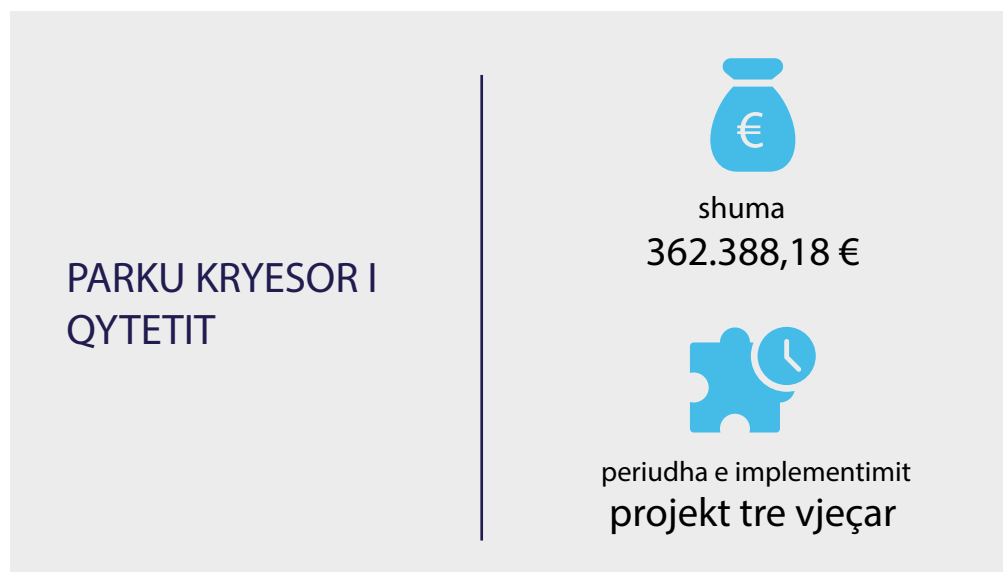 PARKU KRYESOR I
QYTETIT
€
shuma
362.388,18 €
periudha e implementimit
projekt tre vjeçar